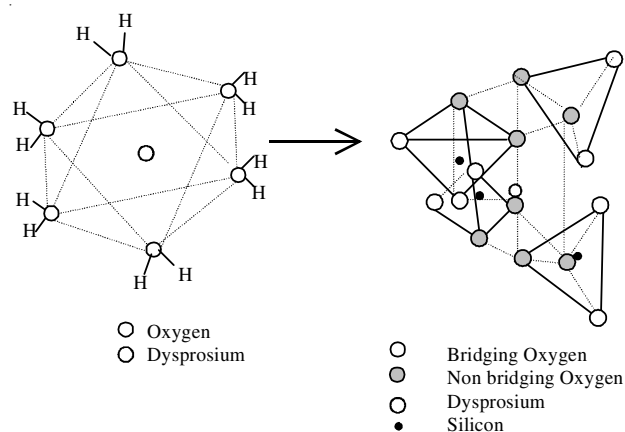 H H
H H
H H
H H
H H
H H
Oxygen
Dysprosium
Bridging Oxygen
Non bridging Oxygen
Dysprosium
Silicon